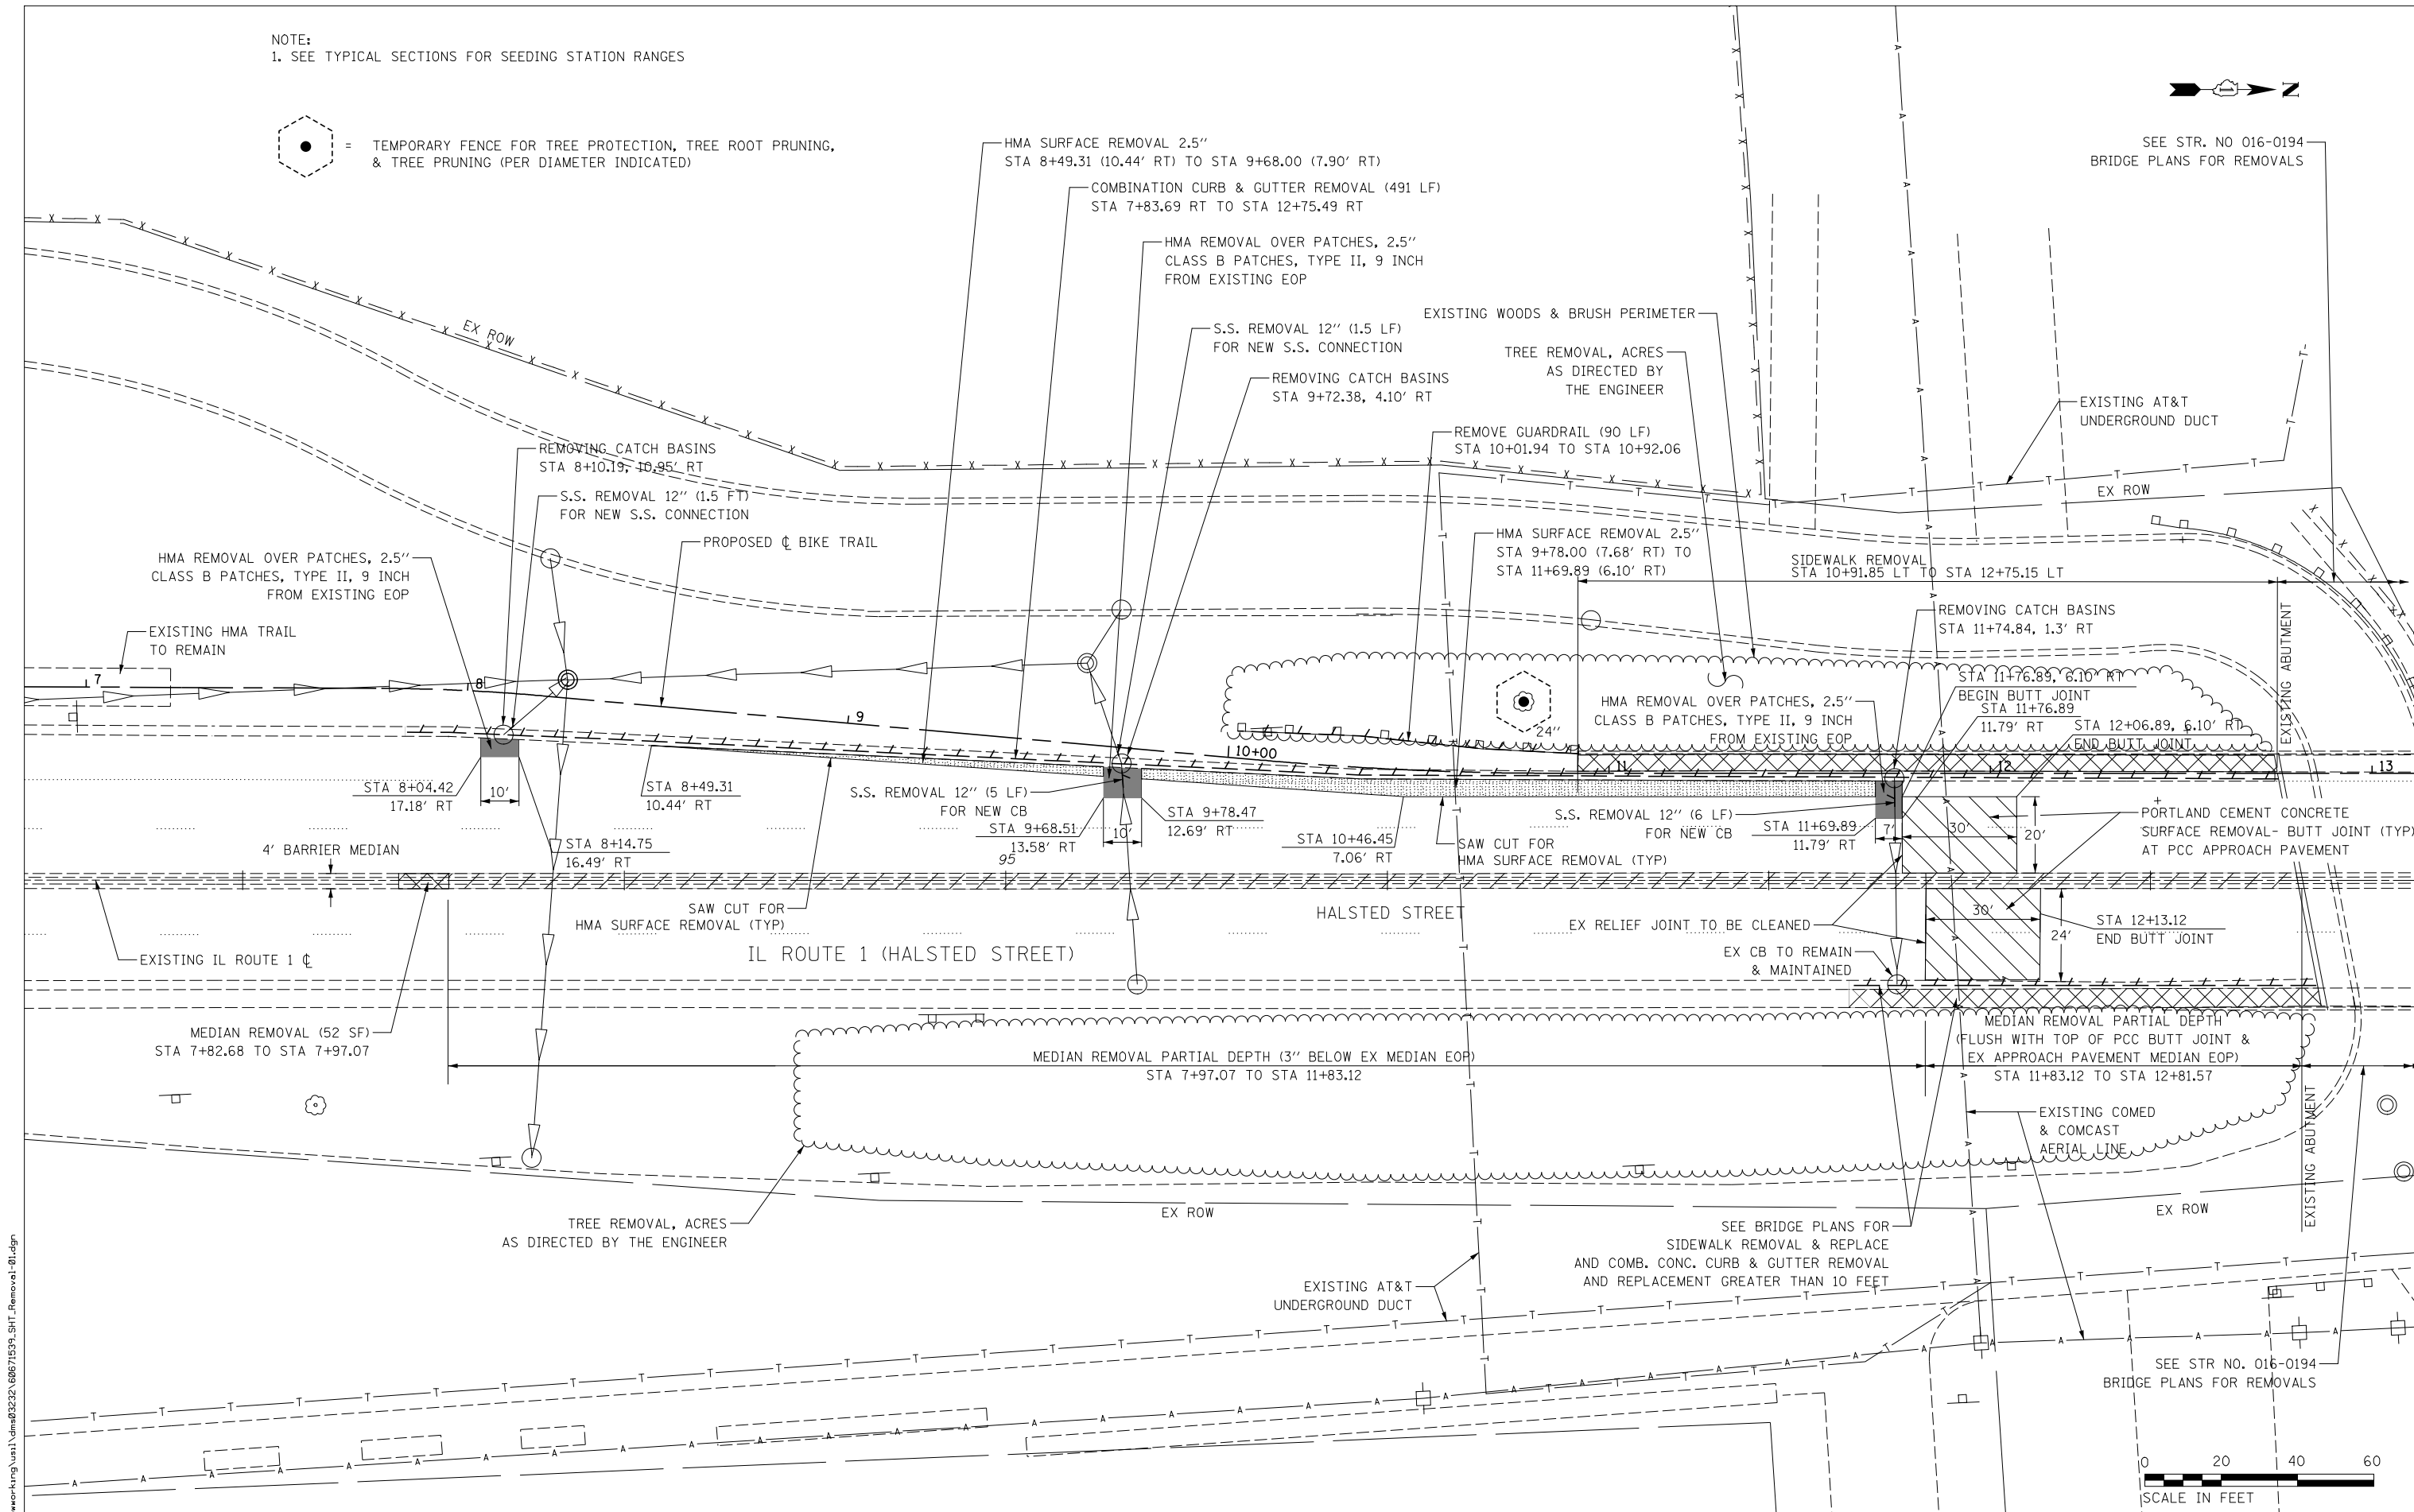 NOTE:
1. SEE TYPICAL SECTIONS FOR SEEDING STATION RANGES
= TEMPORARY FENCE FOR TREE PROTECTION, TREE ROOT PRUNING,
& TREE PRUNING (PER DIAMETER INDICATED)
N
SEE STR. NO 016-0194
BRIDGE PLANS FOR REMOVALS
HMA SURFACE REMOVAL 2.5"
STA 8+49.31 (10.44' RT) TO STA 9+68.00 (7.90' RT)
COMBINATION CURB & GUTTER REMOVAL (491 LF)
STA 7+83.69 RT TO STA 12+75.49 RT
HMA REMOVAL OVER PATCHES, 2.5"
CLASS B PATCHES, TYPE II, 9 INCH
FROM EXISTING EOP
S.S. REMOVAL 12" (1.5 LF)
FOR NEW S.S. CONNECTION
REMOVING CATCH BASINS
STA 9+72.38, 4.10' RT
EXISTING WOODS & BRUSH PERIMETER
TREE REMOVAL, ACRES
AS DIRECTED BY
THE ENGINEER
REMOVE GUARDRAIL (90 LF)
STA 10+01.94 TO STA 10+92.06
EXISTING AT&T
UNDERGROUND DUCT
EX ROW
EX ROW
REMOVING CATCH BASINS
STA 8+10.19, 10.95' RT
S.S. REMOVAL 12" (1.5 FT)
FOR NEW S.S. CONNECTION
PROPOSED ℄ BIKE TRAIL
HMA REMOVAL OVER PATCHES, 2.5"
CLASS B PATCHES, TYPE II, 9 INCH
FROM EXISTING EOP
HMA SURFACE REMOVAL 2.5"
STA 9+78.00 (7.68' RT) TO
STA 11+69.89 (6.10' RT)
SIDEWALK REMOVAL
STA 10+91.85 LT TO STA 12+75.15 LT
EXISTING HMA TRAIL
TO REMAIN
REMOVING CATCH BASINS
STA 11+74.84, 1.3' RT
EXISTING ABUTMENT
STA 11+76.89, 6.10' RT
BEGIN BUTT JOINT
STA 11+76.89
11.79' RT
STA 12+06.89, 6.10' RT
END BUTT JOINT
HMA REMOVAL OVER PATCHES, 2.5"
CLASS B PATCHES, TYPE II, 9 INCH
FROM EXISTING EOP
24"
7
8
9
10+00
11
12
13
STA 8+04.42
17.18' RT
10'
STA 8+49.31
10.44' RT
S.S. REMOVAL 12" (5 LF)
FOR NEW CB
STA 9+68.51
13.58' RT
10'
STA 9+78.47
12.69' RT
STA 10+46.45
7.06' RT
SAW CUT FOR
HMA SURFACE REMOVAL (TYP)
S.S. REMOVAL 12" (6 LF)
FOR NEW CB
STA 11+69.89
11.79' RT
7'
30'
20'
PORTLAND CEMENT CONCRETE
SURFACE REMOVAL- BUTT JOINT (TYP)
AT PCC APPROACH PAVEMENT
STA 8+14.75
16.49' RT
4' BARRIER MEDIAN
95
SAW CUT FOR
HMA SURFACE REMOVAL (TYP)
HALSTED STREET
IL ROUTE 1 (HALSTED STREET)
EX RELIEF JOINT TO BE CLEANED
30'
24'
STA 12+13.12
END BUTT JOINT
EXISTING IL ROUTE 1 ℄
EX CB TO REMAIN
& MAINTAINED
MEDIAN REMOVAL (52 SF)
STA 7+82.68 TO STA 7+97.07
MEDIAN REMOVAL PARTIAL DEPTH (3" BELOW EX MEDIAN EOP)
STA 7+97.07 TO STA 11+83.12
MEDIAN REMOVAL PARTIAL DEPTH
(FLUSH WITH TOP OF PCC BUTT JOINT &
EX APPROACH PAVEMENT MEDIAN EOP)
STA 11+83.12 TO STA 12+81.57
EXISTING COMED
& COMCAST
AERIAL LINE
EXISTING ABUTMENT
TREE REMOVAL, ACRES
AS DIRECTED BY THE ENGINEER
EX ROW
EX ROW
SEE BRIDGE PLANS FOR
SIDEWALK REMOVAL & REPLACE
AND COMB. CONC. CURB & GUTTER REMOVAL
AND REPLACEMENT GREATER THAN 10 FEET
EXISTING AT&T
UNDERGROUND DUCT
SEE STR NO. 016-0194
BRIDGE PLANS FOR REMOVALS
0 20 40 60
SCALE IN FEET